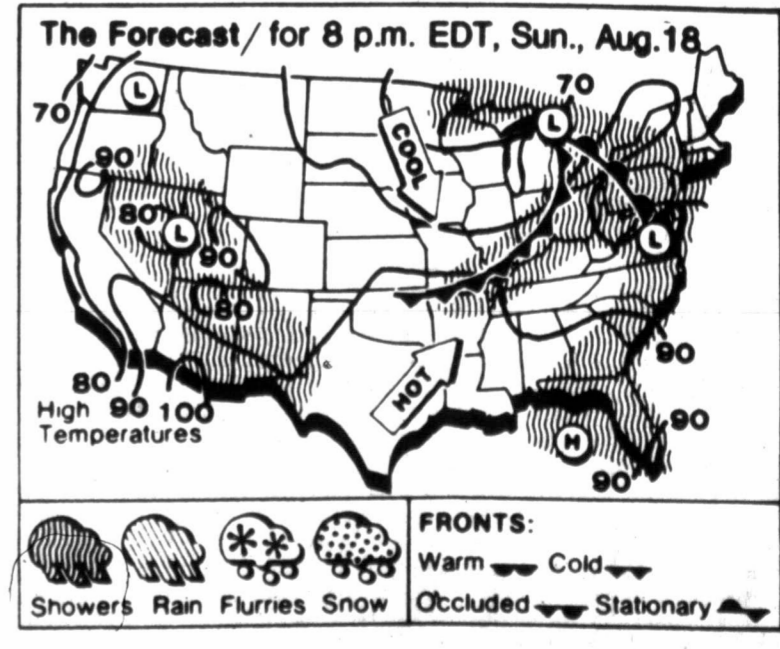 The Forecast / for 8 p.m. EDT, Sun., Aug.18
70
L
70
L
COOL
90
80
L
90
L
80
HOT
90
80
90
100
High
Temperatures
90
H
90
FRONTS:
Warm Cold
Showers Rain Flurries Snow
Occluded Stationary